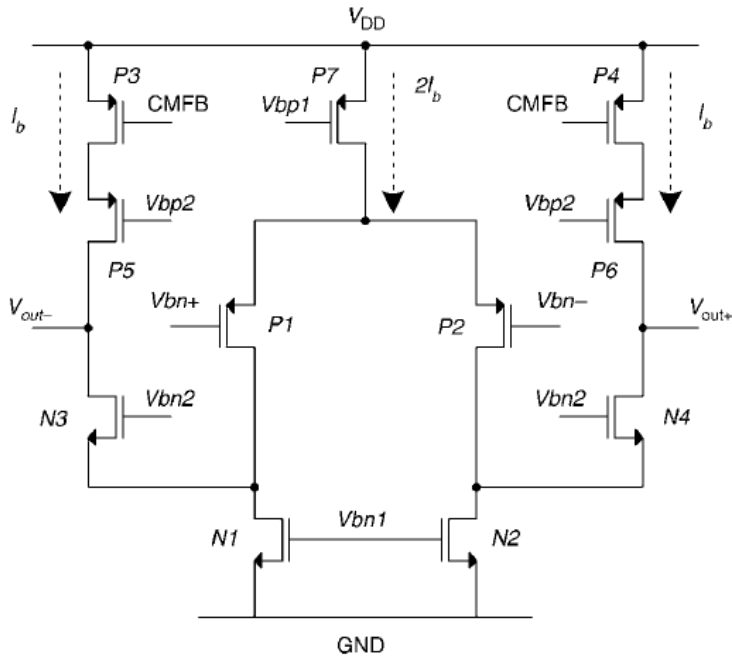 V_DD
P3
P7
P4
I_b
CMFB
Vbp1
2I_b
CMFB
I_b
Vbp2
Vbp2
P5
P6
V_out–
Vbn+
P1
P2
Vbn–
V_out+
N3
Vbn2
Vbn2
N4
N1
Vbn1
N2
GND